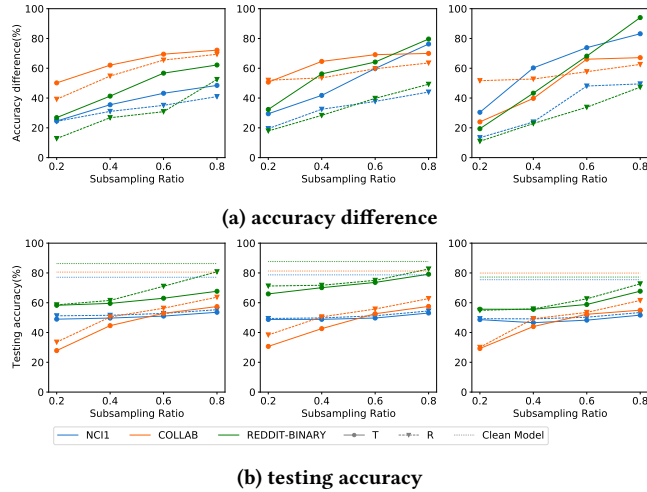 Accuracy difference(%)
100
80
60
40
20
0
0.2 0.4 0.6 0.8
Subsampling Ratio
100
80
60
40
20
0
0.2 0.4 0.6 0.8
Subsampling Ratio
100
80
60
40
20
0
0.2 0.4 0.6 0.8
Subsampling Ratio
(a) accuracy difference
Testing accuracy(%)
100
80
60
40
20
0
0.2 0.4 0.6 0.8
Subsampling Ratio
100
80
60
40
20
0
0.2 0.4 0.6 0.8
Subsampling Ratio
100
80
60
40
20
0
0.2 0.4 0.6 0.8
Subsampling Ratio
NCI1 COLLAB REDDIT-BINARY T R Clean Model
(b) testing accuracy